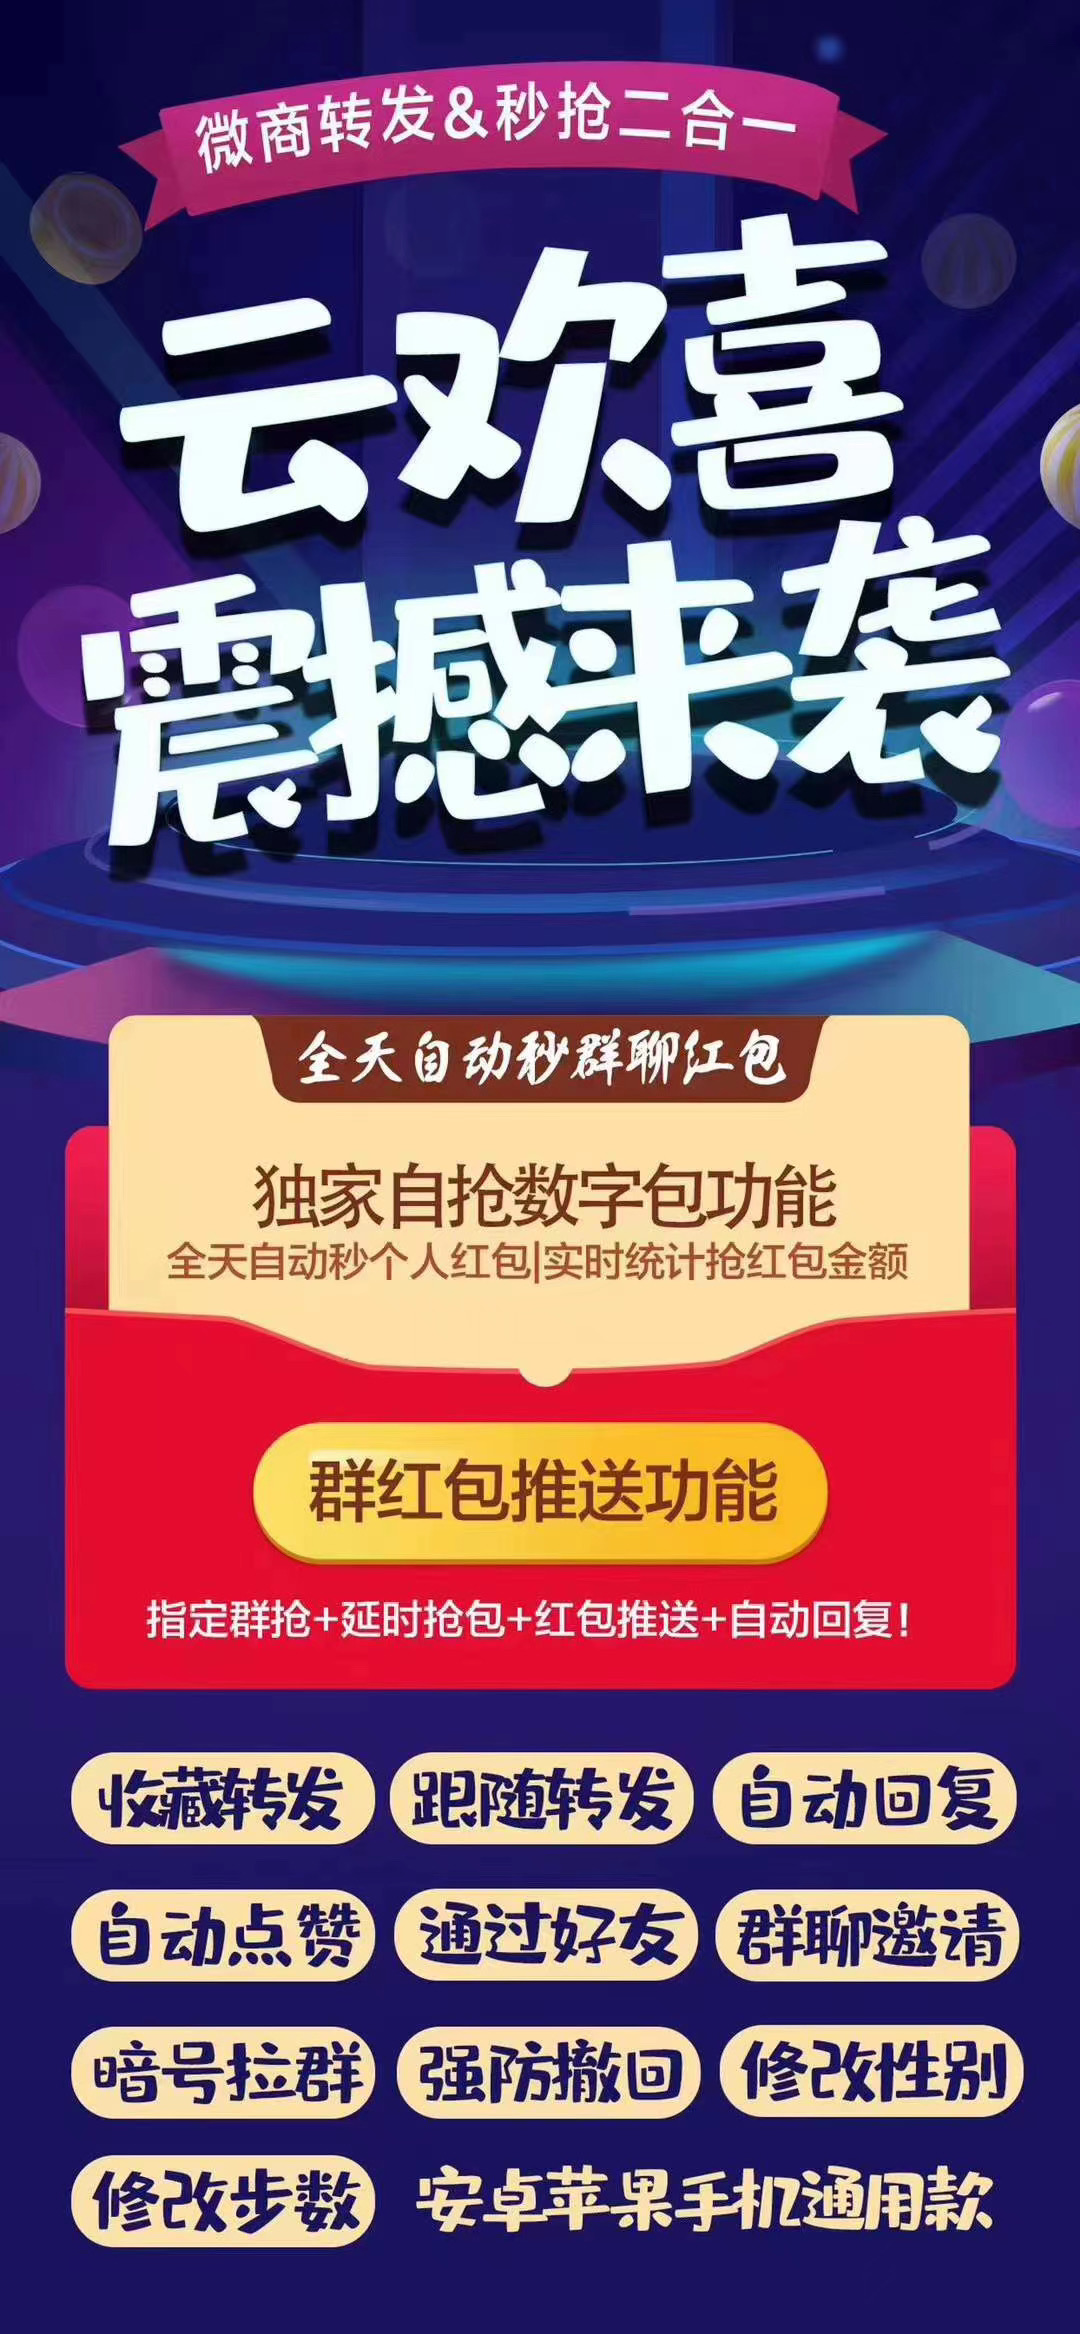 微商转发&秒抢二合一
云欢喜
震撼来袭
全天自动秒群聊红包
独家自抢数字包功能
全天自动秒个人红包|实时统计抢红包金额
群红包推送功能
指定群抢+延时抢包+红包推送+自动回复!
收藏转发 跟随转发 自动回复
自动点赞 通过好友 群聊邀请
暗号拉群 强防撤回 修改性别
修改步数 安卓苹果手机通用款